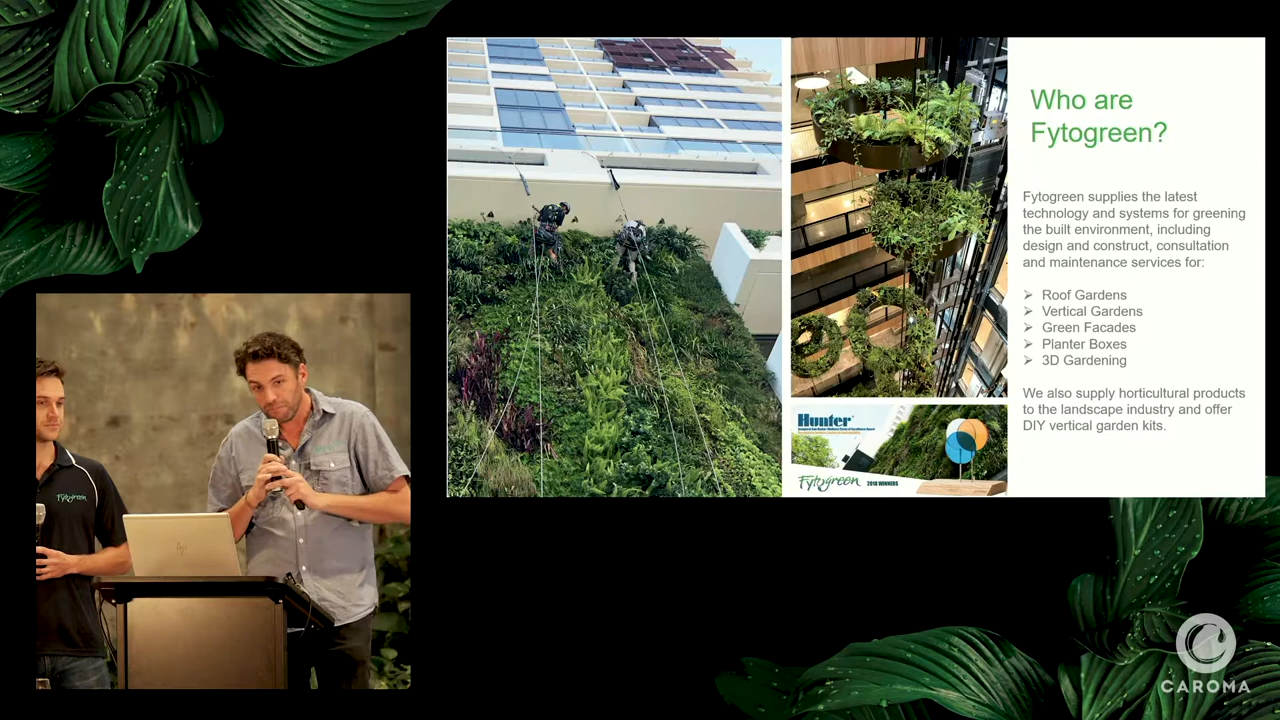 Who are
Fytogreen?
Fytogreen supplies the latest
technology and systems for greening
the built environment, including
design and construct, consultation
and maintenance services for:
➢ Roof Gardens
➢ Vertical Gardens
➢ Green Facades
➢ Planter Boxes
➢ 3D Gardening
We also supply horticultural products
to the landscape industry and offer
DIY vertical garden kits.
Hunter
Fytogreen 2018 WINNERS
Fytogreen
hp
CAROMA